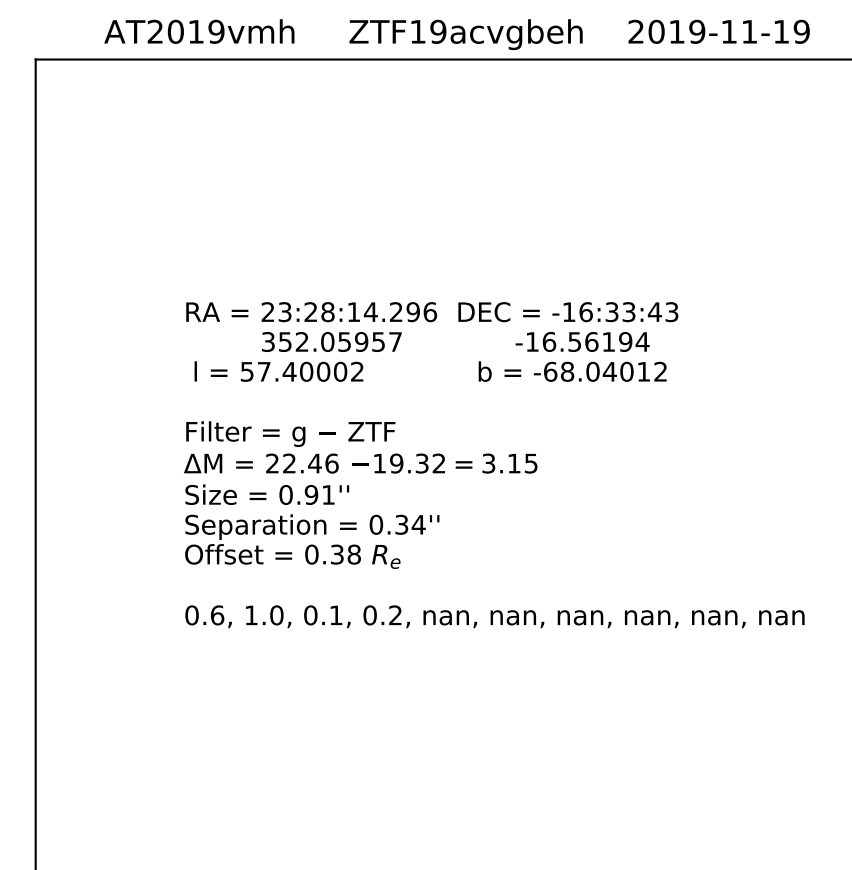 AT2019vmh ZTF19acvgbeh 2019-11-19
RA = 23:28:14.296 DEC = -16:33:43
352.05957 -16.56194
l = 57.40002 b = -68.04012
Filter = g − ZTF
ΔM = 22.46 −19.32 = 3.15
Size = 0.91''
Separation = 0.34''
Offset = 0.38 Rₑ
0.6, 1.0, 0.1, 0.2, nan, nan, nan, nan, nan, nan